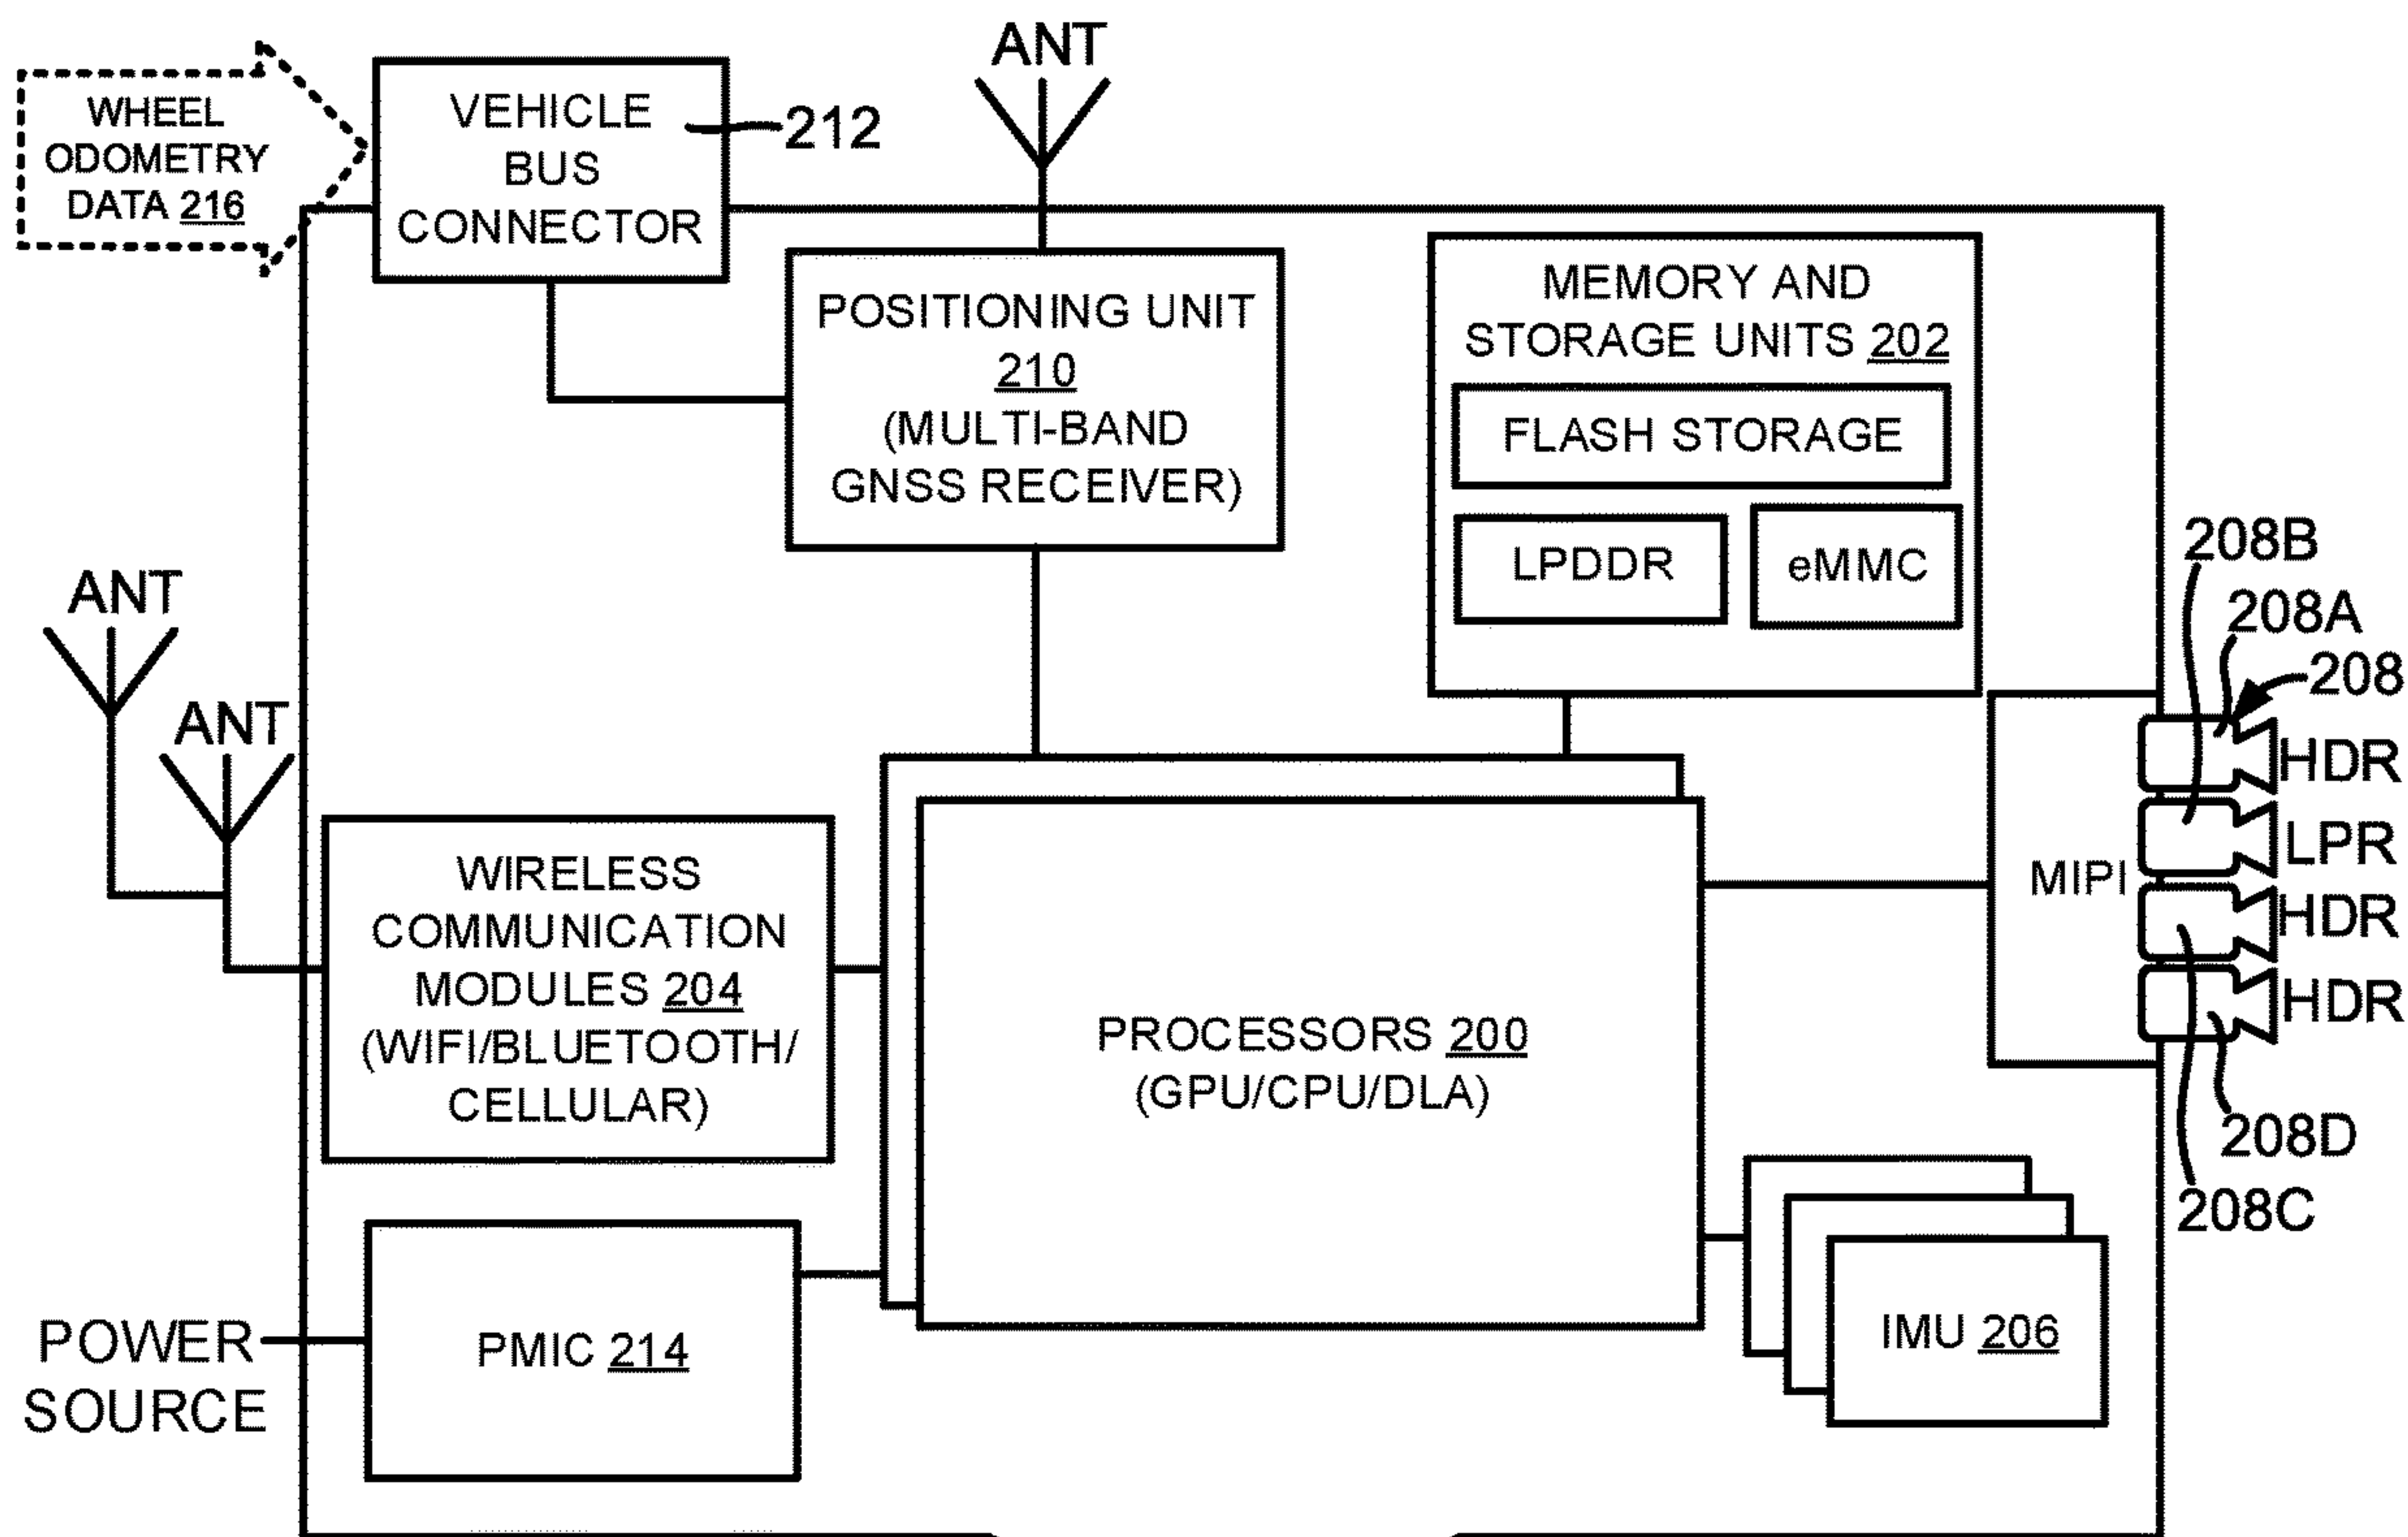 ANT
WHEEL
ODOMETRY
DATA 216
VEHICLE
BUS
CONNECTOR
212
POSITIONING UNIT
210
(MULTI-BAND
GNSS RECEIVER)
MEMORY AND
STORAGE UNITS 202
FLASH STORAGE
LPDDR
eMMC
208B
208A
208
ANT
ANT
HDR
LPR
HDR
HDR
MIPI
WIRELESS
COMMUNICATION
MODULES 204
(WIFI/BLUETOOTH/
CELLULAR)
PROCESSORS 200
(GPU/CPU/DLA)
208D
208C
IMU 206
POWER
SOURCE
PMIC 214